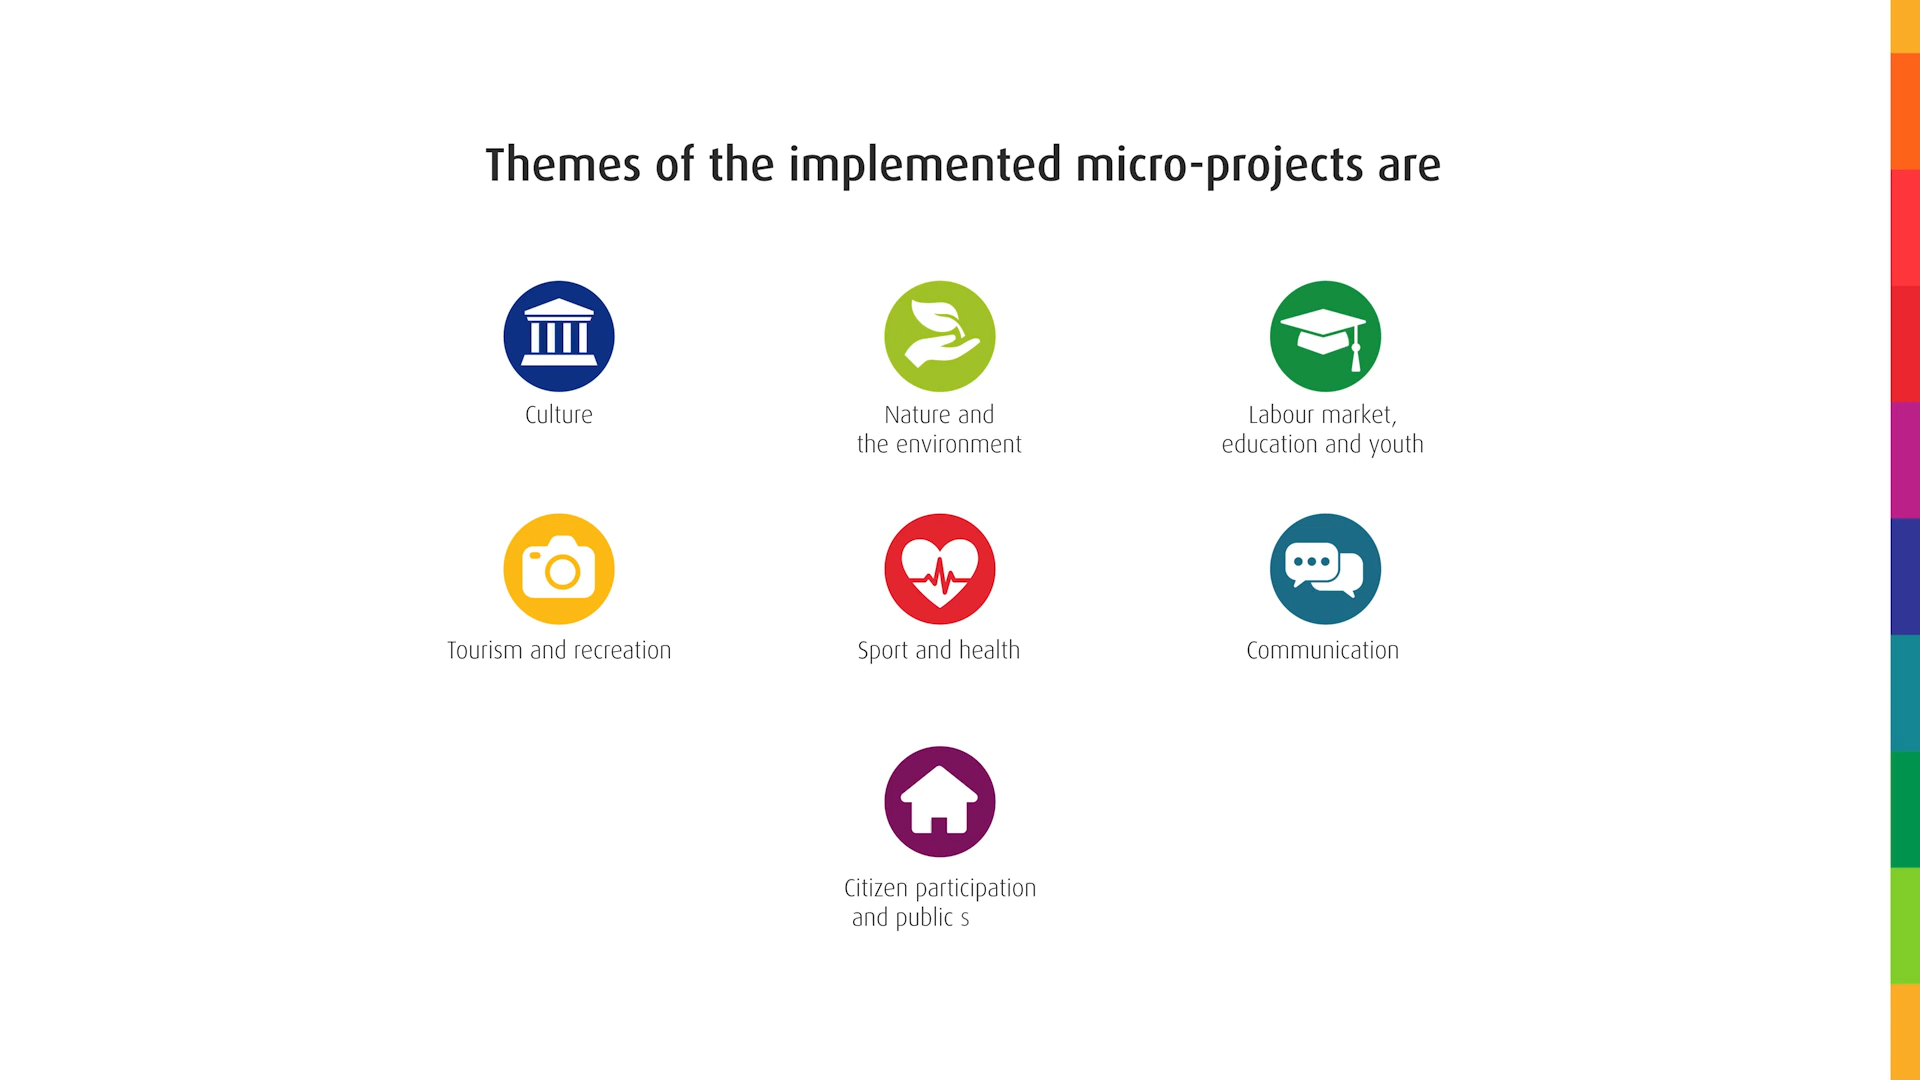 Themes of the implemented micro-projects are
Culture
Nature and
the environment
Labour market,
education and youth
Tourism and recreation
Sport and health
Communication
Citizen participation
and public s